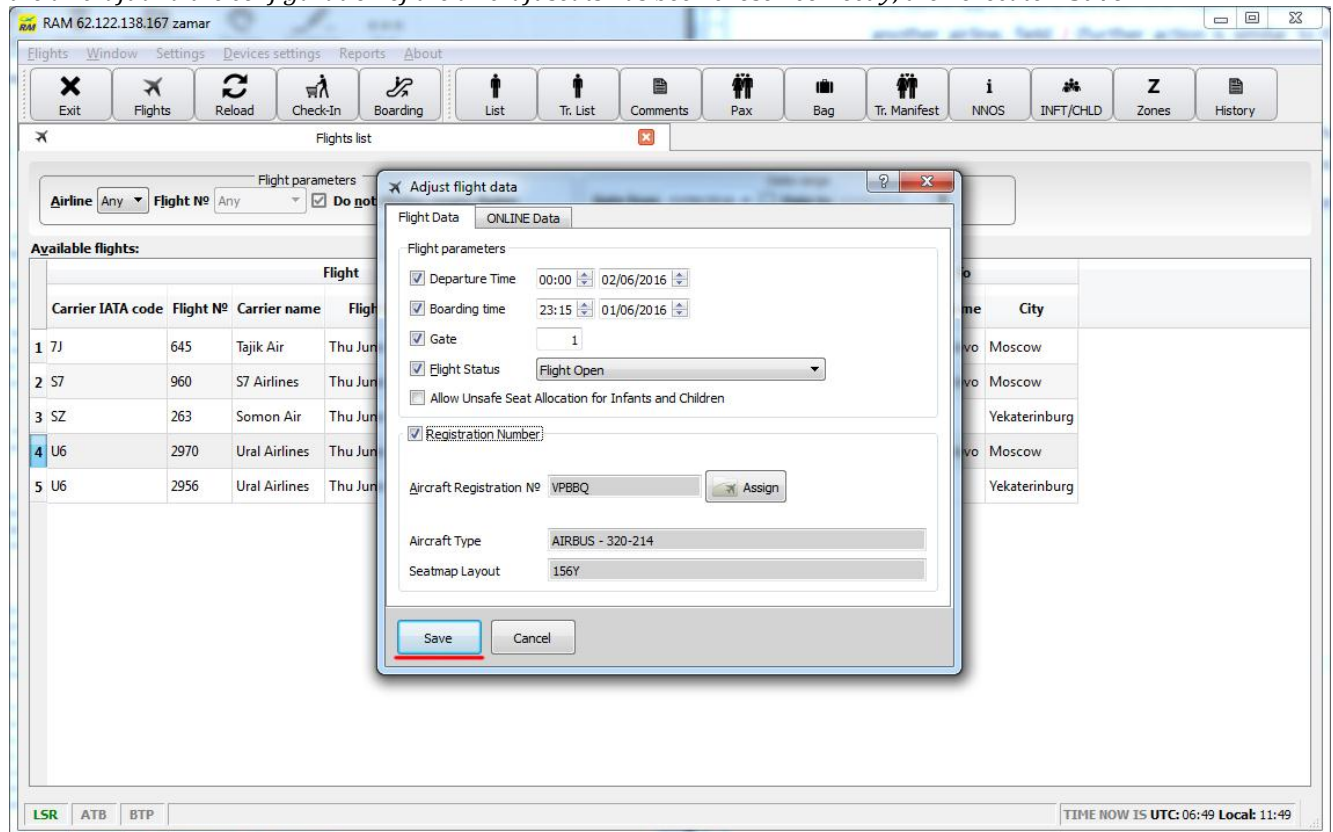 RAM 62.122.138.167 zamar
Flights Window Settings Devices settings Reports About
Exit Flights Reload Check-In Boarding List Tr. List Comments Pax Bag Tr. Manifest NNOS INFT/CHLD Zones History
Flights list
Flight parameters
Airline Any Flight Nº Any Do not
Available flights:
Flight
Carrier IATA code Flight Nº Carrier name Fligh me City
1 7J 645 Tajik Air Thu Jun vo Moscow
2 S7 960 S7 Airlines Thu Jun vo Moscow
3 SZ 263 Somon Air Thu Jun Yekaterinburg
4 U6 2970 Ural Airlines Thu Jun vo Moscow
5 U6 2956 Ural Airlines Thu Jun Yekaterinburg
Adjust flight data
Flight Data ONLINE Data
Flight parameters
Departure Time 00:00 02/06/2016
Boarding time 23:15 01/06/2016
Gate 1
Flight Status Flight Open
Allow Unsafe Seat Allocation for Infants and Children
Registration Number
Aircraft Registration Nº VPBBQ Assign
Aircraft Type AIRBUS - 320-214
Seatmap Layout 156Y
Save Cancel
LSR ATB BTP TIME NOW IS UTC: 06:49 Local: 11:49